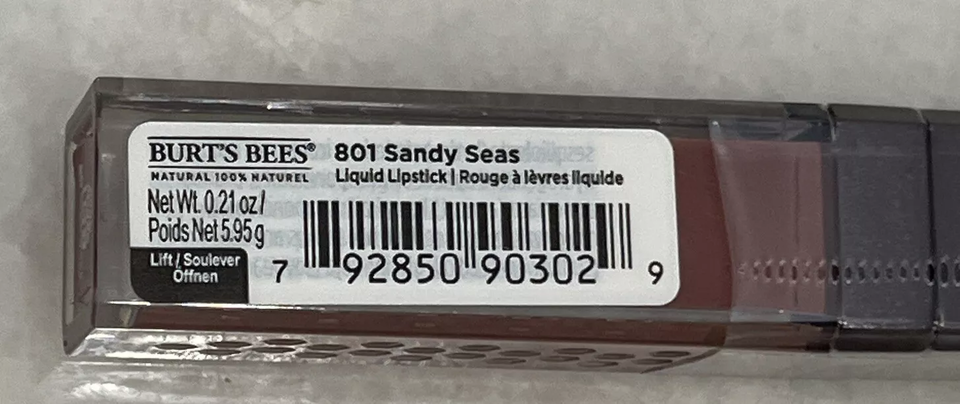 BURT'S BEES®
NATURAL 100% NATUREL
801 Sandy Seas
Liquid Lipstick | Rouge à lèvres liquide
Net Wt. 0.21 oz /
Poids Net 5.95 g
Lift / Soulever
Öffnen
7 92850 90302 9